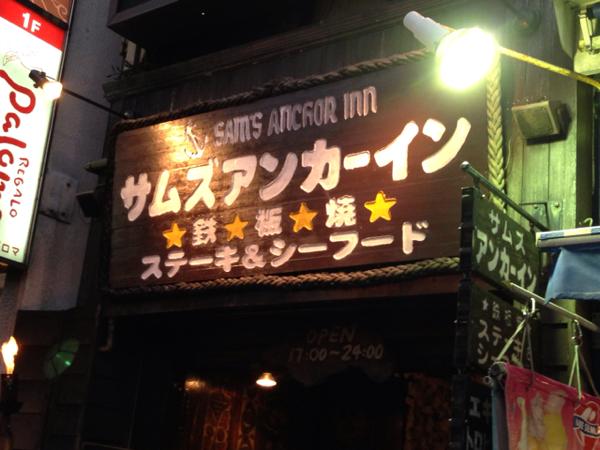 1F
REGALO
SAM'S ANCHOR INN
サムズアンカーイン
★鉄★板★焼★
ステーキ&シーフード
OPEN
17:00~24:00
サムズ
アンカーイン